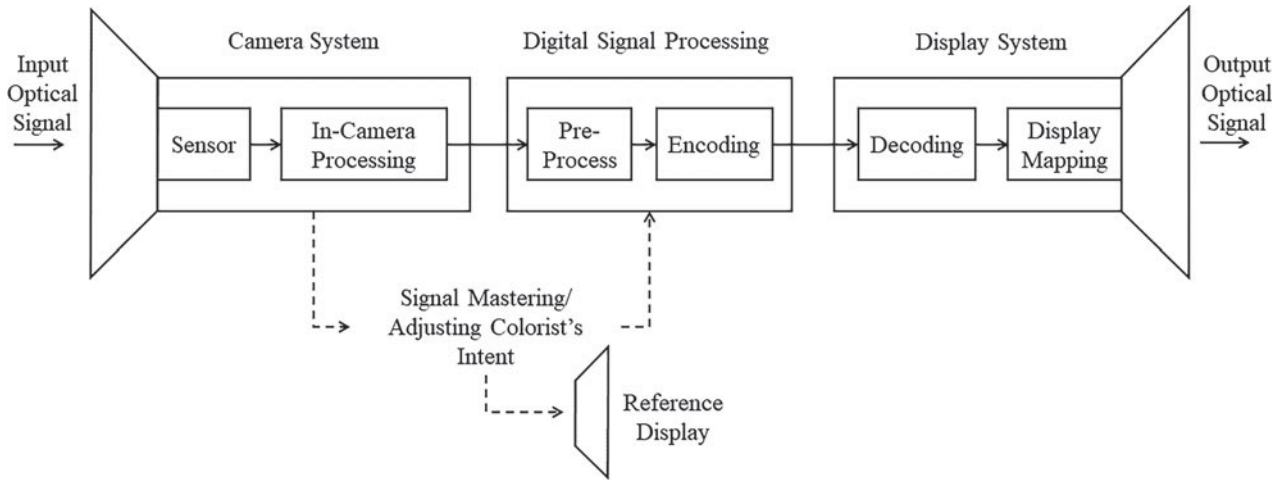 Camera System
Digital Signal Processing
Display System
Input
Optical
Signal
Sensor
In-Camera
Processing
Pre-
Process
Encoding
Decoding
Display
Mapping
Output
Optical
Signal
Signal Mastering/
Adjusting Colorist's
Intent
Reference
Display